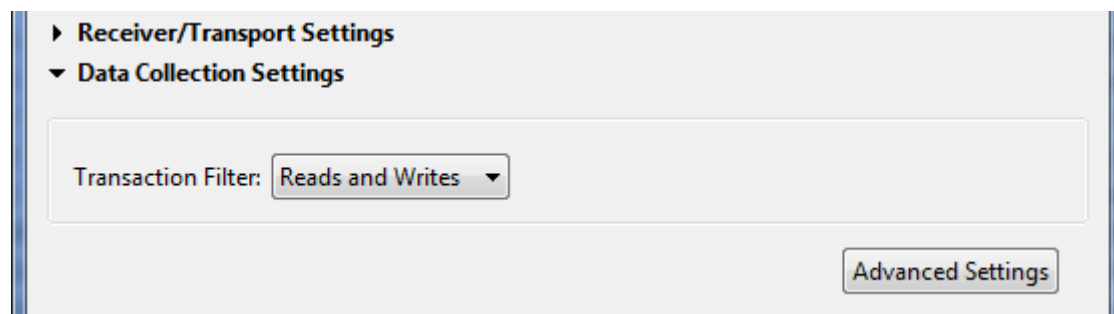 Receiver/Transport Settings
Data Collection Settings
Transaction Filter: Reads and Writes
Advanced Settings